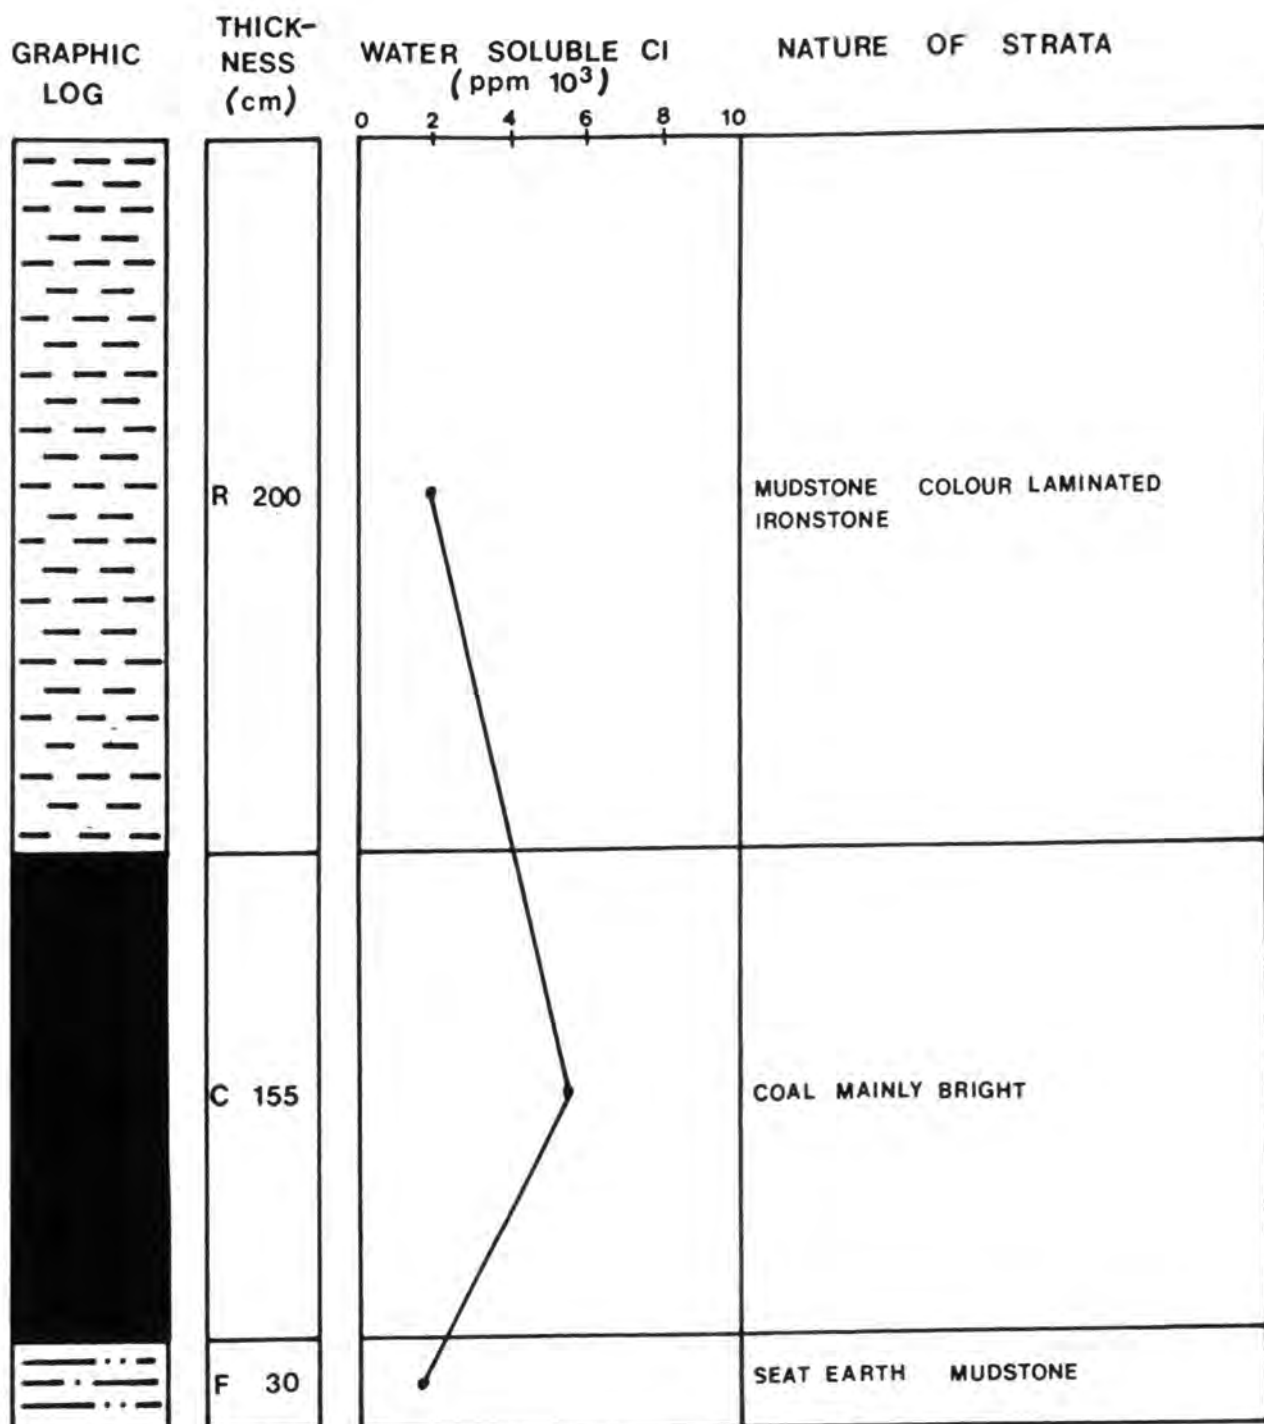 GRAPHIC
LOG
THICK-
NESS
(cm)
WATER SOLUBLE Cl
(ppm 10³)
NATURE OF STRATA
0 2 4 6 8 10
R 200
MUDSTONE COLOUR LAMINATED
IRONSTONE
C 155
COAL MAINLY BRIGHT
F 30
SEAT EARTH MUDSTONE